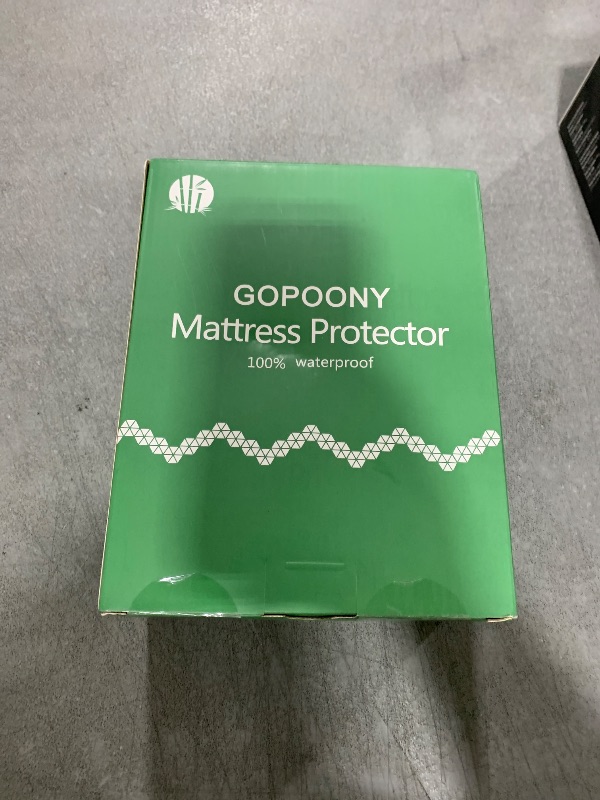 GOPOONY
Mattress Protector
100% waterproof